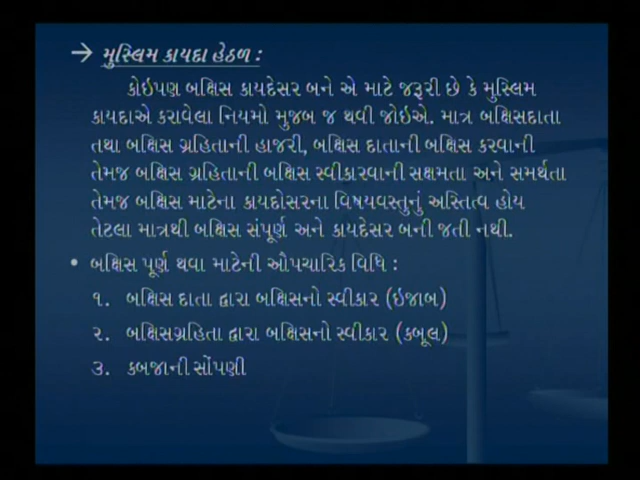 → મુસ્લિમ કાયદા હેઠળ :
કોઇપણ બક્ષિસ કાયદેસર બને એ માટે જરૂરી છે કે મુસ્લિમ
કાયદાએ કરાવેલા નિયમો મુજબ જ થવી જોઇએ. માત્ર બક્ષિસદાતા
તથા બક્ષિસ ગ્રહિતાની હાજરી, બક્ષિસ દાતાની બક્ષિસ કરવાની
તેમજ બક્ષિસ ગ્રહિતાની બક્ષિસ સ્વીકારવાની સક્ષમતા અને સમર્થતા
તેમજ બક્ષિસ માટેના કાયદોસરના વિષયવસ્તુનું અસ્તિત્વ હોય
તેટલા માત્રથી બક્ષિસ સંપૂર્ણ અને કાયદેસર બની જતી નથી.
• બક્ષિસ પૂર્ણ થવા માટેની ઔપચારિક વિધિ :
૧. બક્ષિસ દાતા દ્વારા બક્ષિસનો સ્વીકાર (ઇજાબ)
૨. બક્ષિસગ્રહિતા દ્વારા બક્ષિસનો સ્વીકાર (કબૂલ)
૩. કબજાની સોંપણી